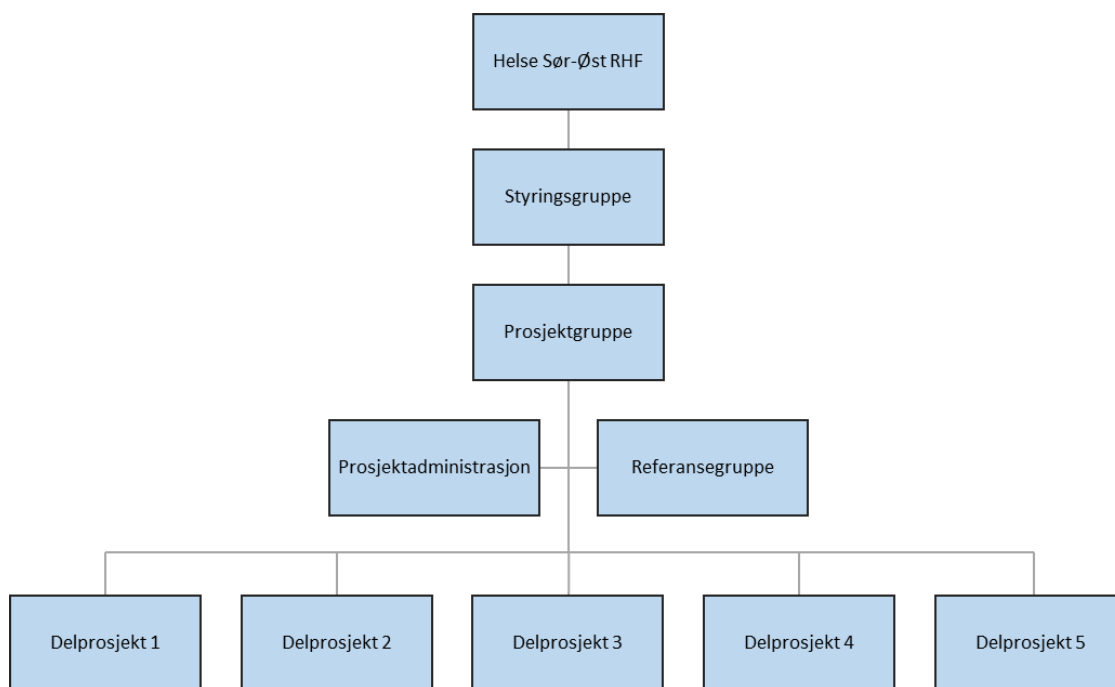 Helse Sør-Øst RHF
Styringsgruppe
Prosjektgruppe
Prosjektadministrasjon
Referansegruppe
Delprosjekt 1
Delprosjekt 2
Delprosjekt 3
Delprosjekt 4
Delprosjekt 5